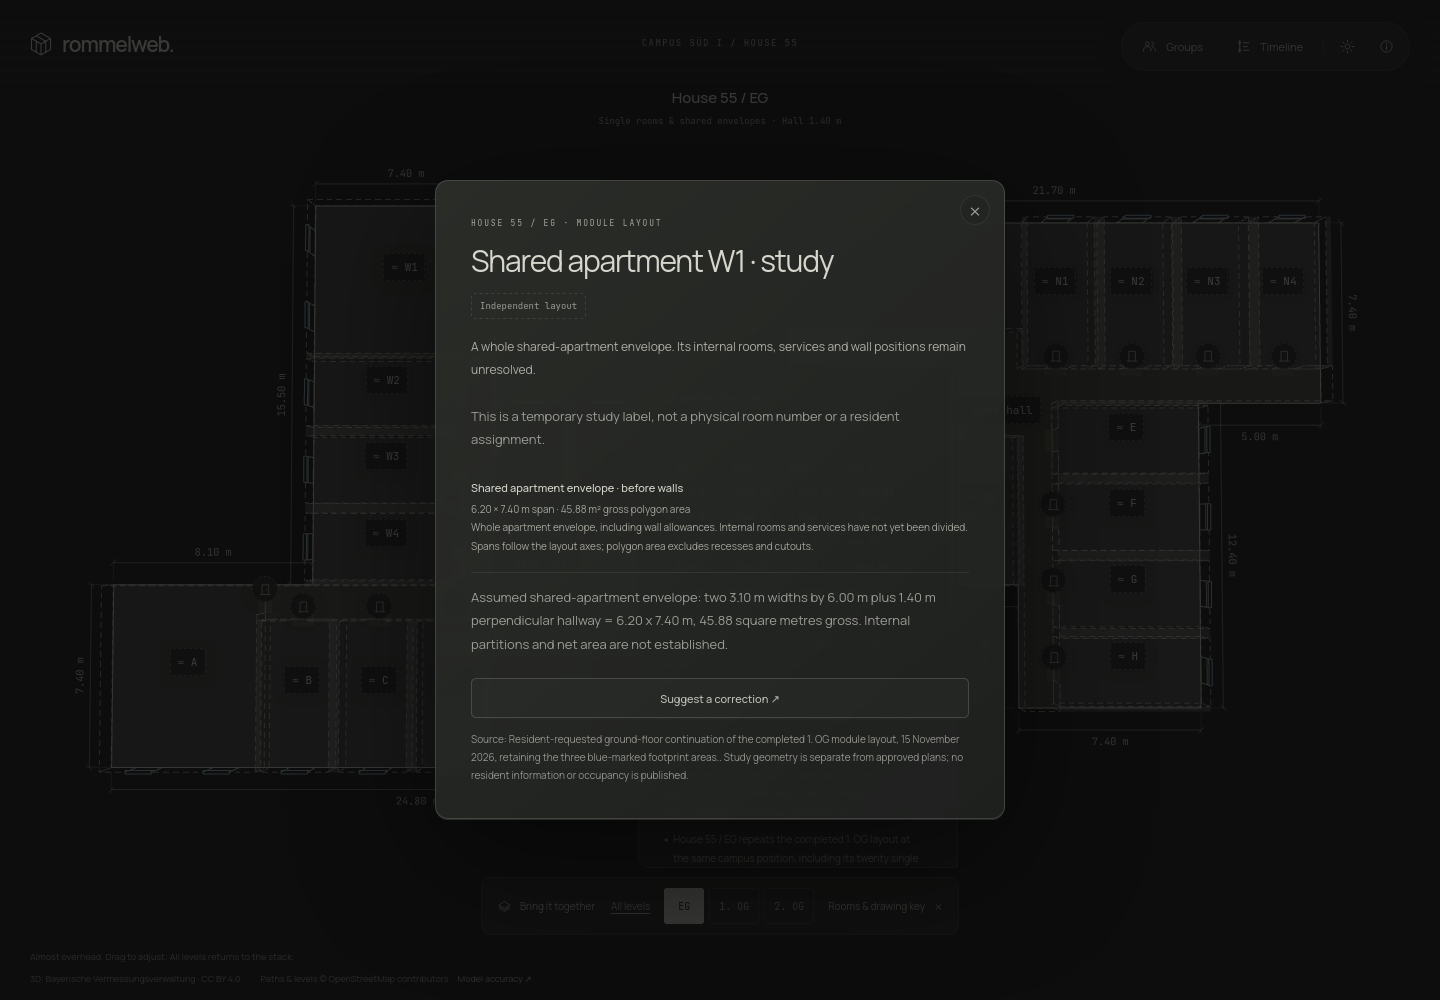 rommelweb.
CAMPUS SÜD I / HOUSE 55
Groups
Timeline
House 55 / EG
Single rooms & shared envelopes · Hall 1.40 m
7.40 m
21.70 m
≈ W1
≈ N1
≈ N2
≈ N3
≈ N4
7.40 m
15.50 m
≈ W2
hall
≈ E
5.00 m
≈ W3
≈ W4
≈ F
8.10 m
12.40 m
≈ G
≈ H
≈ A
≈ B
≈ C
7.40 m
7.40 m
24.80 m
HOUSE 55 / EG · MODULE LAYOUT
Shared apartment W1 · study
Independent layout
A whole shared-apartment envelope. Its internal rooms, services and wall positions remain
unresolved.
This is a temporary study label, not a physical room number or a resident
assignment.
Shared apartment envelope · before walls
6.20 × 7.40 m span · 45.88 m² gross polygon area
Whole apartment envelope, including wall allowances. Internal rooms and services have not yet been divided.
Spans follow the layout axes; polygon area excludes recesses and cutouts.
Assumed shared-apartment envelope: two 3.10 m widths by 6.00 m plus 1.40 m
perpendicular hallway = 6.20 x 7.40 m, 45.88 square metres gross. Internal
partitions and net area are not established.
Suggest a correction ↗
Source: Resident-requested ground-floor continuation of the completed 1. OG module layout, 15 November
2026, retaining the three blue-marked footprint areas.. Study geometry is separate from approved plans; no
resident information or occupancy is published.
House 55 / EG repeats the completed 1. OG layout at
the same campus position, including its twenty single
Bring it together
All levels
EG
1. OG
2. OG
Rooms & drawing key
×
Almost overhead. Drag to adjust. All levels returns to the stack.
3D: Bayerische Vermessungsverwaltung · CC BY 4.0
Paths & levels © OpenStreetMap contributors
Model accuracy ↗